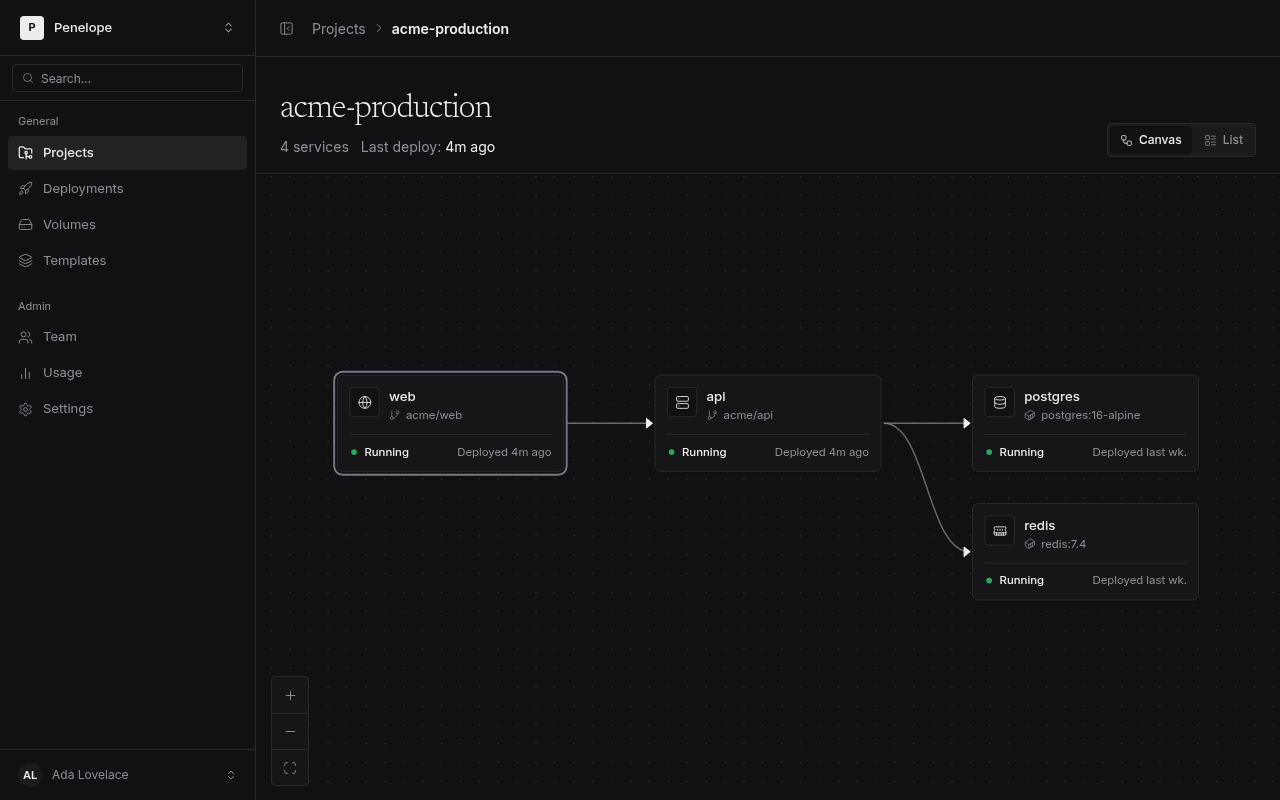 P Penelope
Search...
General
Projects
Deployments
Volumes
Templates
Admin
Team
Usage
Settings
AL Ada Lovelace
Projects acme-production
acme-production
4 services Last deploy: 4m ago
Canvas List
web
acme/web
Running Deployed 4m ago
api
acme/api
Running Deployed 4m ago
postgres
postgres:16-alpine
Running Deployed last wk.
redis
redis:7.4
Running Deployed last wk.